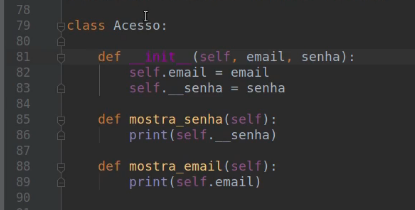 78
79 class Acesso:
80
81     def __init__(self, email, senha):
82         self.email = email
83         self.__senha = senha
84
85     def mostra_senha(self):
86         print(self.__senha)
87
88     def mostra_email(self):
89         print(self.email)
90